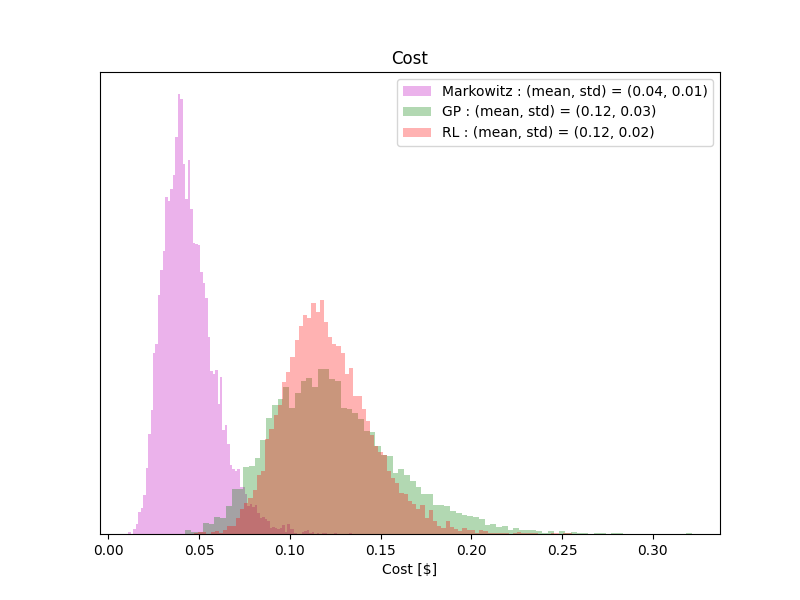 Cost
Markowitz : (mean, std) = (0.04, 0.01)
GP : (mean, std) = (0.12, 0.03)
RL : (mean, std) = (0.12, 0.02)
0.00 0.05 0.10 0.15 0.20 0.25 0.30
Cost [$]